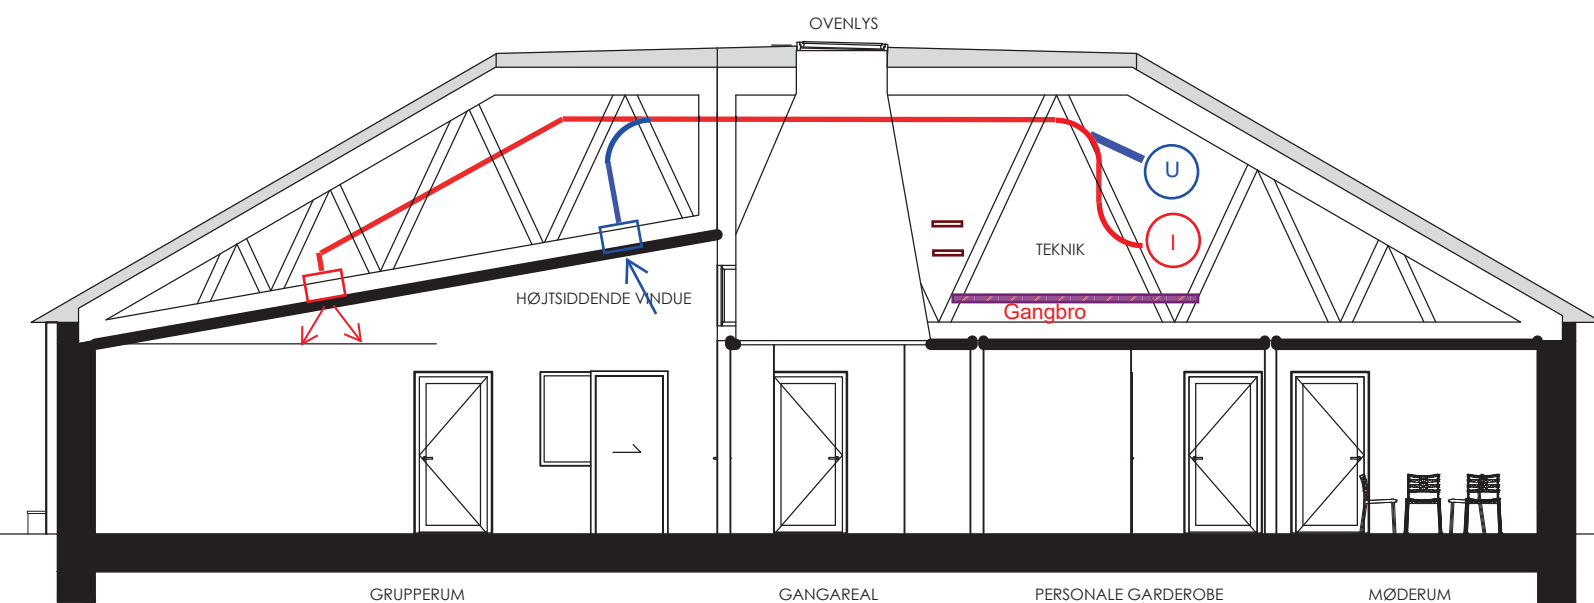 OVENLYS
U
I
TEKNIK
HØJTSIDDENDE VINDUE
Gangbro
GRUPPERUM
GANGAREAL
PERSONALE GARDEROBE
MØDERUM